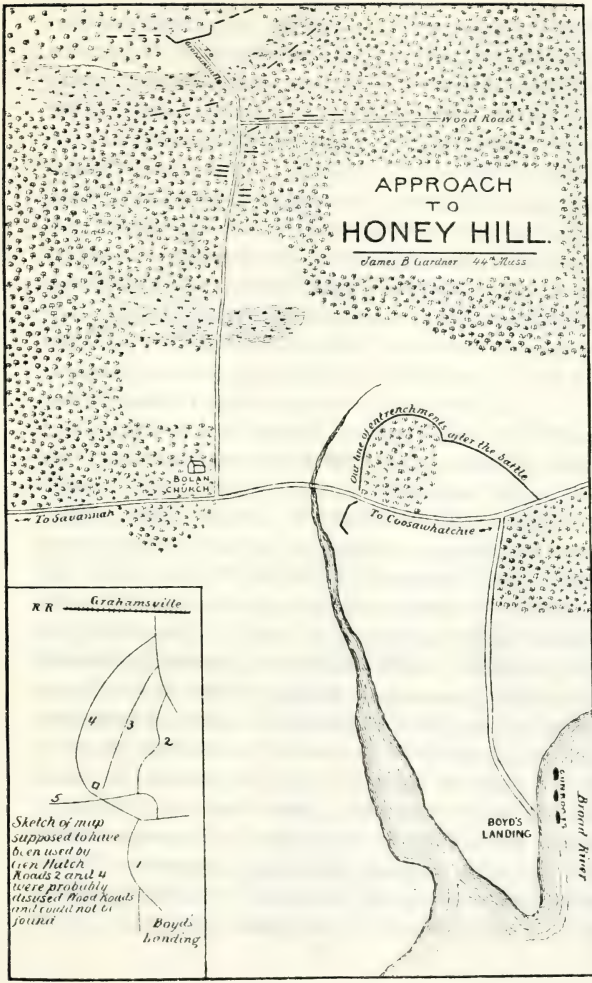 To Grahamville
Wood Road
APPROACH
TO
HONEY HILL.
James B Gardner 44th Mass
Our line of entrenchments after the battle
BOLAN
CHURCH
← To Savannah
To Coosawhatchie →
GUNBOATS
Broad River
BOYD'S
LANDING
RR Grahamsville
4
3
2
5
1
Sketch of map
supposed to have
been used by
Gen Hatch
Roads 2 and 4
were probably
disused Wood Roads
and could not be
found
Boyd's
Landing